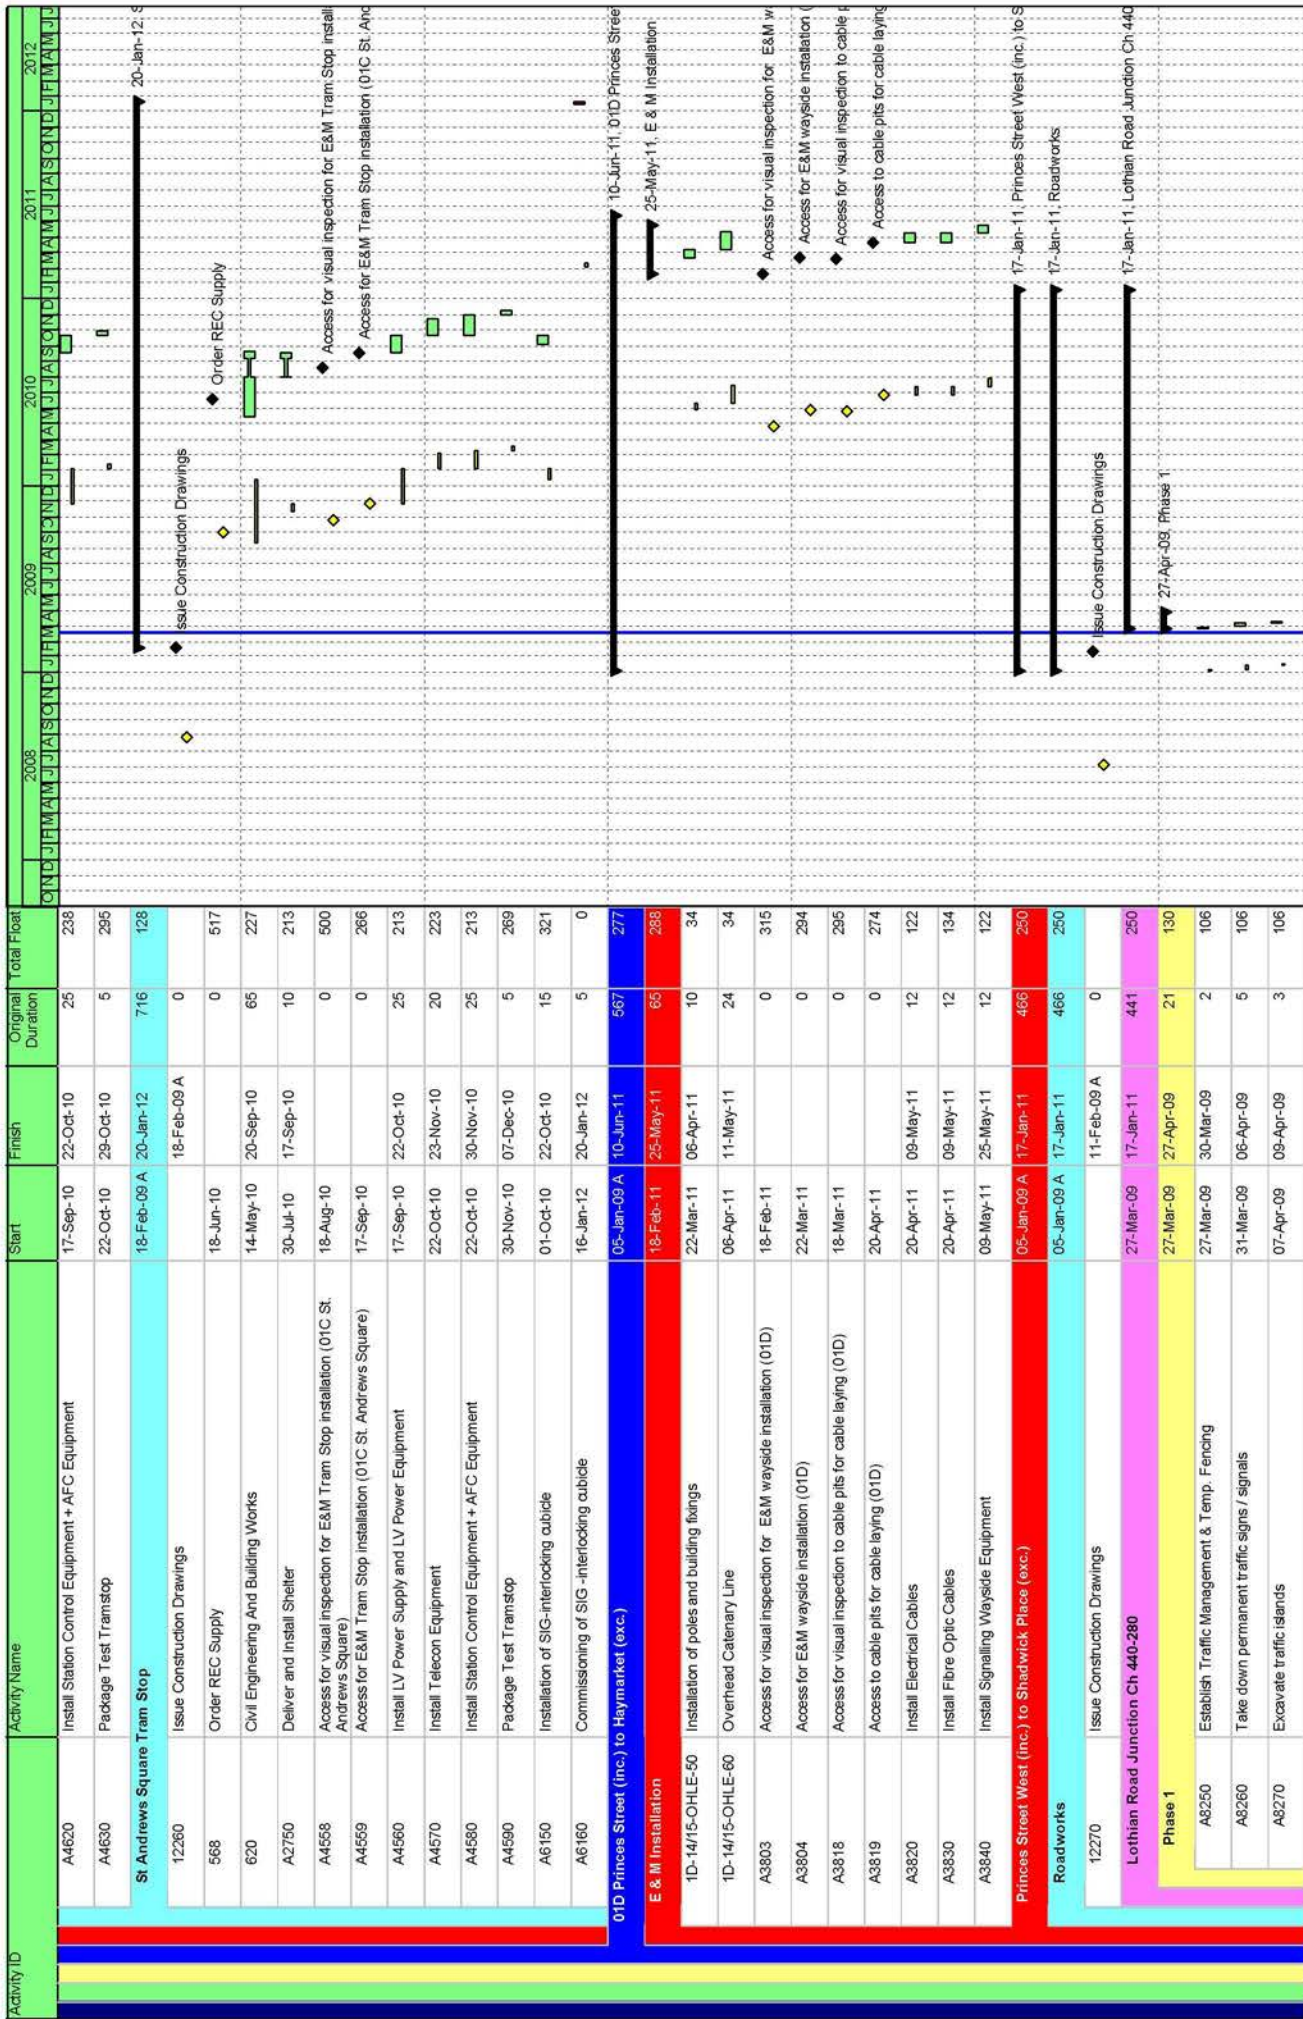 Activity ID Activity Name Start Finish Original Duration Total Float 2008 2009 2010 2011 2012
O N D J F M A M J J A S O N D J F M A M J J A S O N D J F M A M J J A S O N D J F M A M J J A S O N D J F M A M J J
A4620 Install Station Control Equipment + AFC Equipment 17-Sep-10 22-Oct-10 25 238
A4630 Package Test Tramstop 22-Oct-10 29-Oct-10 5 295
St Andrews Square Tram Stop 18-Feb-09 A 20-Jan-12 716 128 20-Jan-12 S
12260 Issue Construction Drawings 18-Feb-09 A 0 ssue Construction Drawings
568 Order REC Supply 18-Jun-10 0 517 Order REC Supply
620 Civil Engineering And Building Works 14-May-10 20-Sep-10 65 227
A2750 Deliver and Install Shelter 30-Jul-10 17-Sep-10 10 213
A4558 Access for visual inspection for E&M Tram Stop installation (01C St. Andrews Square) 18-Aug-10 0 500 Access for visual inspection for E&M Tram Stop install
A4559 Access for E&M Tram Stop installation (01C St. Andrews Square) 17-Sep-10 0 266 Access for E&M Tram Stop installation (01C St. And
A4560 Install LV Power Supply and LV Power Equipment 17-Sep-10 22-Oct-10 25 213
A4570 Install Telecon Equipment 22-Oct-10 23-Nov-10 20 223
A4580 Install Station Control Equipment + AFC Equipment 22-Oct-10 30-Nov-10 25 213
A4590 Package Test Tramstop 30-Nov-10 07-Dec-10 5 269
A6150 Installation of SIG-interlocking cubicle 01-Oct-10 22-Oct-10 15 321
A6160 Commissioning of SIG -interlocking cubicle 16-Jan-12 20-Jan-12 5 0
01D Princes Street (inc.) to Haymarket (exc.) 05-Jan-09 A 10-Jun-11 567 277 10-Jun-11, 01D Princes Stree
E & M Installation 18-Feb-11 25-May-11 65 288 25-May-11, E & M Installation
1D-14/15-OHLE-50 Installation of poles and building fixings 22-Mar-11 06-Apr-11 10 34
1D-14/15-OHLE-60 Overhead Catenary Line 06-Apr-11 11-May-11 24 34
A3803 Access for visual inspection for E&M wayside installation (01D) 18-Feb-11 0 315 Access for visual inspection for E&M w
A3804 Access for E&M wayside installation (01D) 22-Mar-11 0 294 Access for E&M wayside installation (
A3818 Access for visual inspection to cable pits for cable laying (01D) 18-Mar-11 0 295 Access for visual inspection to cable p
A3819 Access to cable pits for cable laying (01D) 20-Apr-11 0 274 Access to cable pits for cable laying
A3820 Install Electrical Cables 20-Apr-11 09-May-11 12 122
A3830 Install Fibre Optic Cables 20-Apr-11 09-May-11 12 134
A3840 Install Signalling Wayside Equipment 09-May-11 25-May-11 12 122
Princes Street West (inc.) to Shadwick Place (exc.) 05-Jan-09 A 17-Jan-11 466 250 17-Jan-11, Princes Street West (inc.) to S
Roadworks 05-Jan-09 A 17-Jan-11 466 250 17-Jan-11, Roadworks
12270 Issue Construction Drawings 11-Feb-09 A 0 Issue Construction Drawings
Lothian Road Junction Ch 440-280 27-Mar-09 17-Jan-11 441 250 17-Jan-11, Lothian Road Junction Ch 440
Phase 1 27-Mar-09 27-Apr-09 21 130 27-Apr-09, Phase 1
A8250 Establish Traffic Management & Temp. Fencing 27-Mar-09 30-Mar-09 2 106
A8260 Take down permanent traffic signs / signals 31-Mar-09 06-Apr-09 5 106
A8270 Excavate traffic islands 07-Apr-09 09-Apr-09 3 106